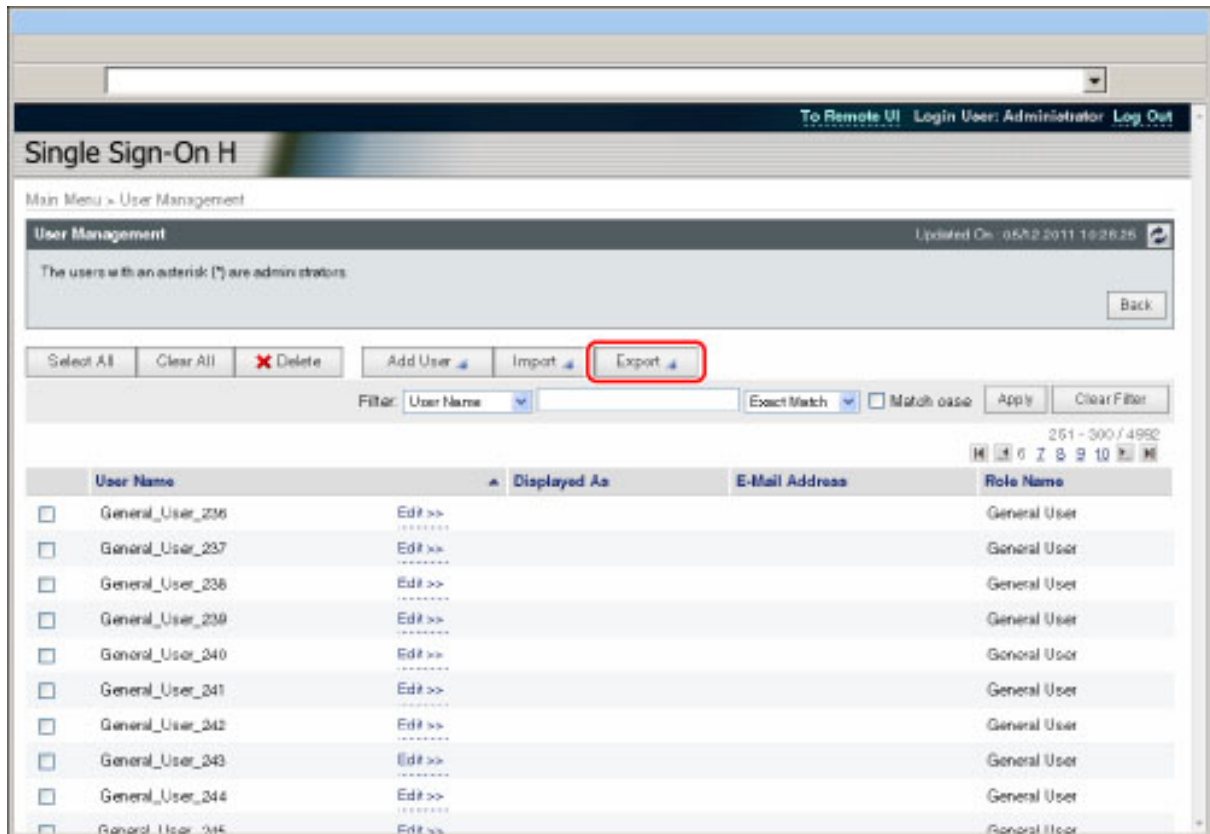 To Remote UI Login User: Administrator Log Out
Single Sign-On H
Main Menu > User Management
User Management Updated On : 05/12 2011 10:28:25
The users with an asterisk (*) are administrators
Back
Select All Clear All Delete Add User Import Export
Filter: User Name Exact Match Match case Apply Clear Filter
251 - 300 / 4992
6 7 8 9 10
User Name Displayed As E-Mail Address Role Name
General_User_236 Edit >> General User
General_User_237 Edit >> General User
General_User_238 Edit >> General User
General_User_239 Edit >> General User
General_User_240 Edit >> General User
General_User_241 Edit >> General User
General_User_242 Edit >> General User
General_User_243 Edit >> General User
General_User_244 Edit >> General User
General_User_245 Edit >> General User